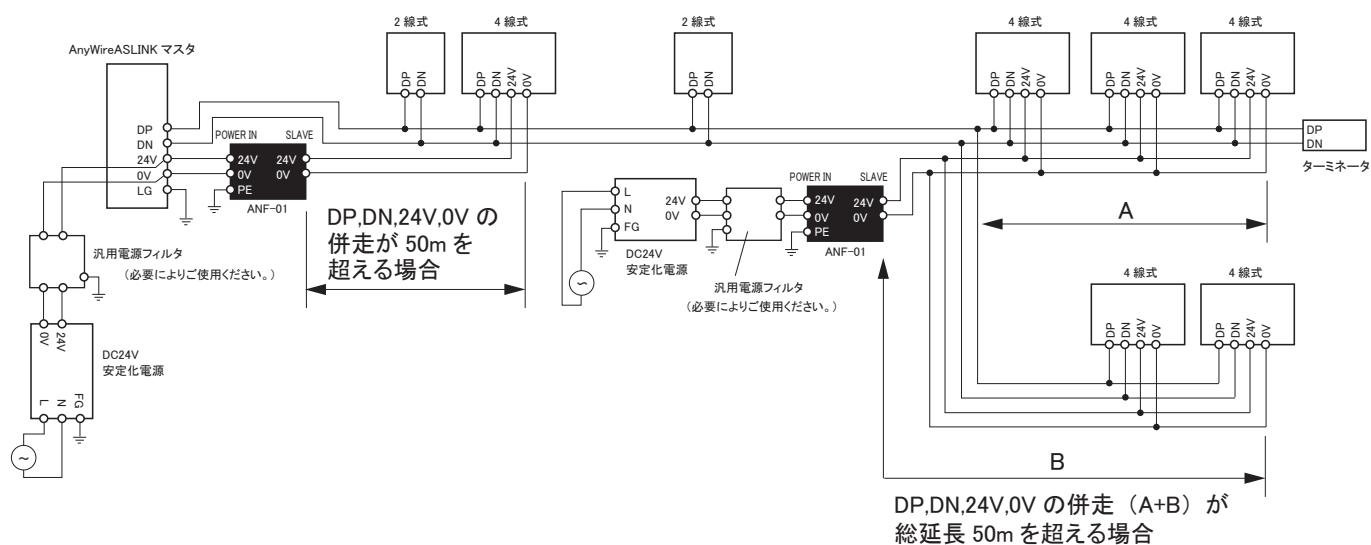 2 線式
4 線式
2 線式
4 線式
4 線式
4 線式
AnyWireASLINK マスタ
DP
DN
DP
DN
24V
0V
DP
DN
DP
DN
24V
0V
DP
DN
24V
0V
DP
DN
24V
0V
DP
DN
24V
0V
LG
POWER IN
SLAVE
24V
0V
PE
24V
0V
ANF-01
DP
DN
ターミネータ
DP,DN,24V,0V の
併走が 50m を
超える場合
L
N
FG
24V
0V
DC24V
安定化電源
POWER IN
SLAVE
24V
0V
PE
24V
0V
ANF-01
汎用電源フィルタ
（必要によりご使用ください。）
A
汎用電源フィルタ
（必要によりご使用ください。）
0V
24V
DC24V
安定化電源
L
N
FG
~
~
4 線式
4 線式
DP
DN
24V
0V
DP
DN
24V
0V
B
DP,DN,24V,0V の併走（A+B）が
総延長 50m を超える場合